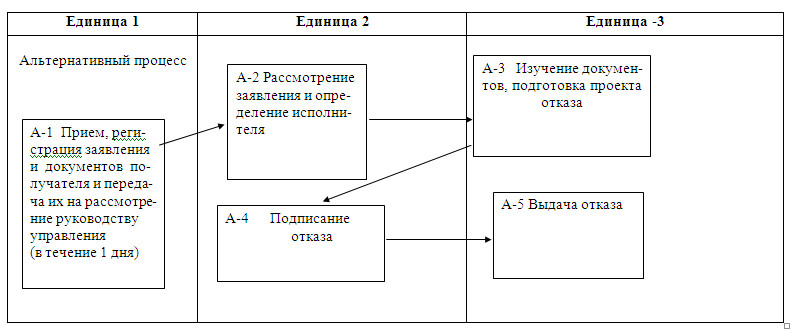 Единица 1
Единица 2
Единица -3
Альтернативный процесс
А-1 Прием, реги-
страция заявления
и документов по-
лучателя и переда-
ча их на рассмотре-
ние руководству
управления
(в течение 1 дня)
А-2 Рассмотрение
заявления и опре-
деление исполни-
теля
А-3 Изучение докумен-
тов, подготовка проекта
отказа
А-4 Подписание
отказа
А-5 Выдача отказа